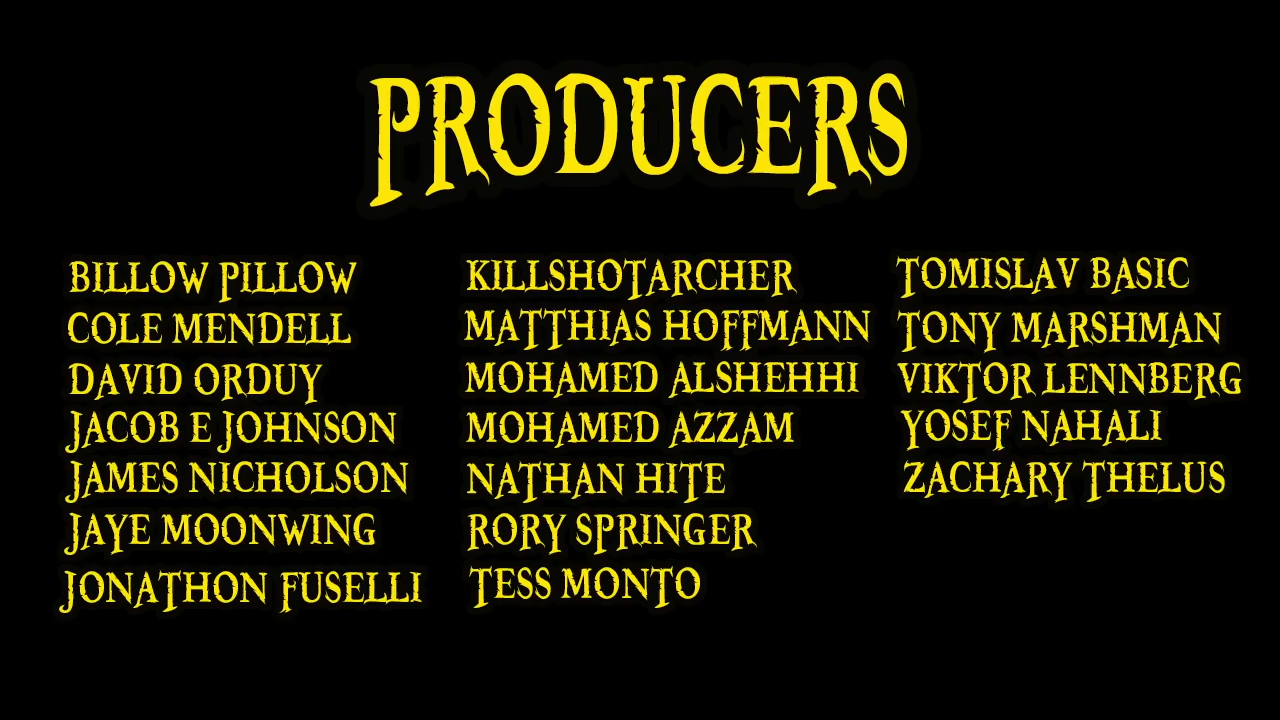 PRODUCERS
BILLOW PILLOW
COLE MENDELL
DAVID ORDUY
JACOB E JOHNSON
JAMES NICHOLSON
JAYE MOONWING
JONATHON FUSELLI
KILLSHOTARCHER
MATTHIAS HOFFMANN
MOHAMED ALSHEHHI
MOHAMED AZZAM
NATHAN HITE
RORY SPRINGER
TESS MONTO
TOMISLAV BASIC
TONY MARSHMAN
VIKTOR LENNBERG
YOSEF NAHALI
ZACHARY THELUS